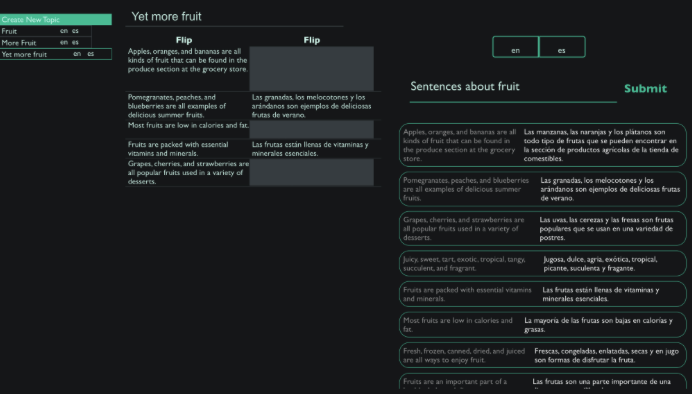 Create New Topic
Fruit en es
More Fruit en es
Yet more fruit en es
Yet more fruit
Flip Flip
Apples, oranges, and bananas are all
kinds of fruit that can be found in the
produce section at the grocery store.
Pomegranates, peaches, and
blueberries are all examples of
delicious summer fruits.
Las granadas, los melocotones y los
arándanos son ejemplos de deliciosas
frutas de verano.
Most fruits are low in calories and fat.
Fruits are packed with essential
vitamins and minerals.
Las frutas están llenas de vitaminas y
minerales esenciales.
Grapes, cherries, and strawberries are
all popular fruits used in a variety of
desserts.
en es
Sentences about fruit
Submit
Apples, oranges, and bananas are all
kinds of fruit that can be found in
the produce section at the grocery
store.
Las manzanas, las naranjas y los plátanos son
todo tipo de frutas que se pueden encontrar en
la sección de productos agrícolas de la tienda de
comestibles.
Pomegranates, peaches, and blueberries
are all examples of delicious summer
fruits.
Las granadas, los melocotones y los
arándanos son ejemplos de deliciosas frutas
de verano.
Grapes, cherries, and strawberries are
all popular fruits used in a variety of
desserts.
Las uvas, las cerezas y las fresas son frutas
populares que se usan en una variedad de
postres.
Juicy, sweet, tart, exotic, tropical, tangy,
succulent, and fragrant.
Jugosa, dulce, agria, exótica, tropical,
picante, suculenta y fragante.
Fruits are packed with essential vitamins
and minerals.
Las frutas están llenas de vitaminas y
minerales esenciales.
Most fruits are low in calories and
fat.
La mayoría de las frutas son bajas en calorías y
grasas.
Fresh, frozen, canned, dried, and juiced
are all ways to enjoy fruit.
Frescas, congeladas, enlatadas, secas y en jugo
son formas de disfrutar la fruta.
Fruits are an important part of a
Las frutas son una parte importante de una